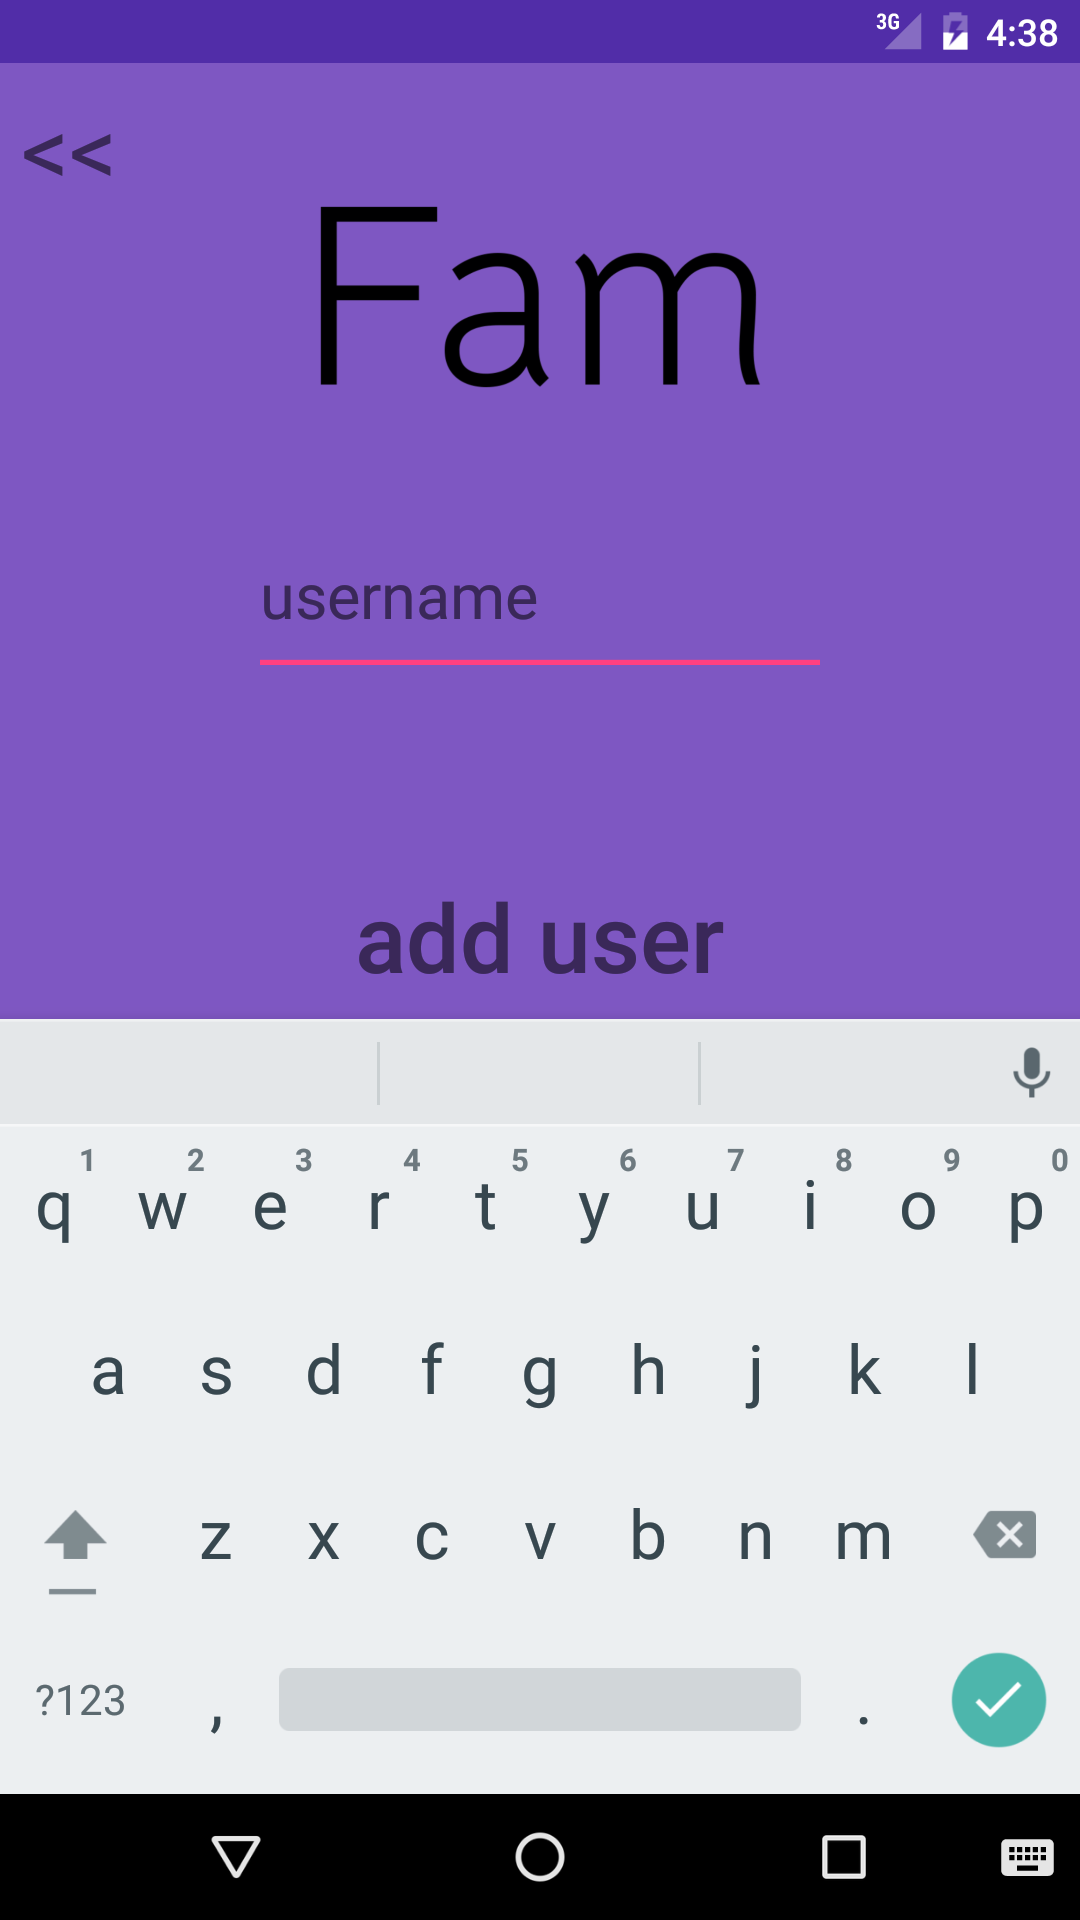 3G 4:38
<<
Fam
username
add user
1 2 3 4 5 6 7 8 9 0
q w e r t y u i o p
a s d f g h j k l
z x c v b n m
?123 , .